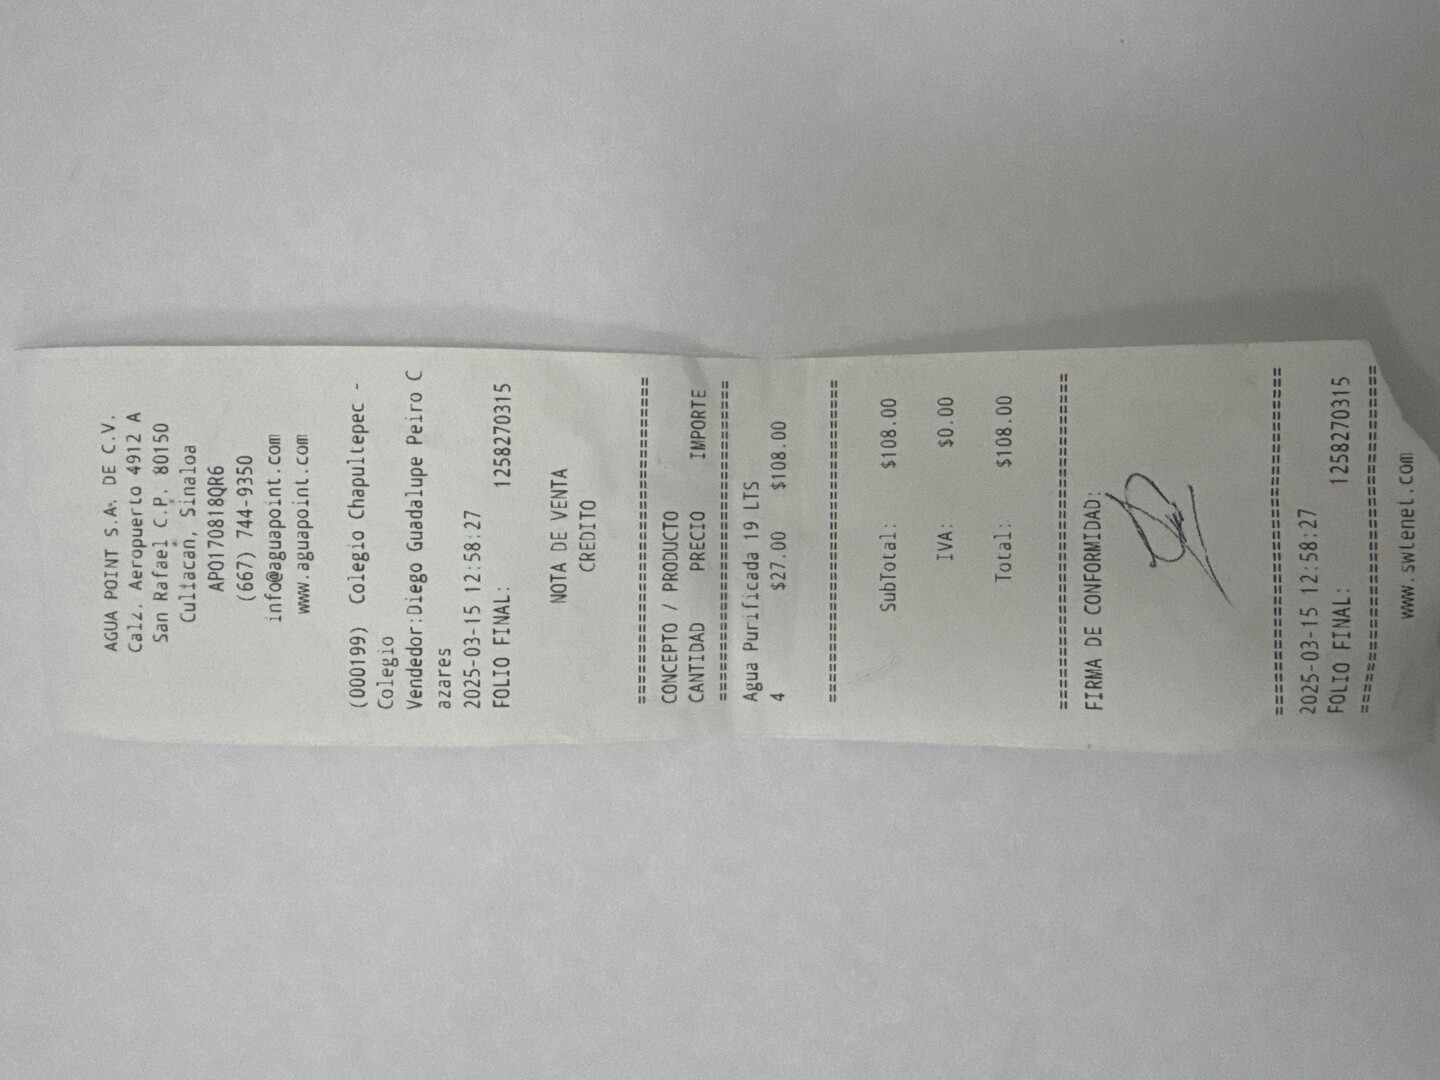 AGUA POINT S.A. DE C.V.
Calz. Aeropuerto 4912 A
San Rafael C.P. 80150
Culiacan, Sinaloa
APO170818QR6
(667) 744-9350
info@aguapoint.com
www.aguapoint.com
(000199) Colegio Chapultepec -
Colegio
Vendedor:Diego Guadalupe Peiro C
azares
2025-03-15 12:58:27
FOLIO FINAL: 1258270315
NOTA DE VENTA
CREDITO
================================
CONCEPTO / PRODUCTO
CANTIDAD PRECIO IMPORTE
================================
Agua Purificada 19 LTS
4 $27.00 $108.00
================================
SubTotal: $108.00
IVA: $0.00
Total: $108.00
================================
FIRMA DE CONFORMIDAD:
================================
2025-03-15 12:58:27
FOLIO FINAL: 1258270315
================================
www.swtenet.com